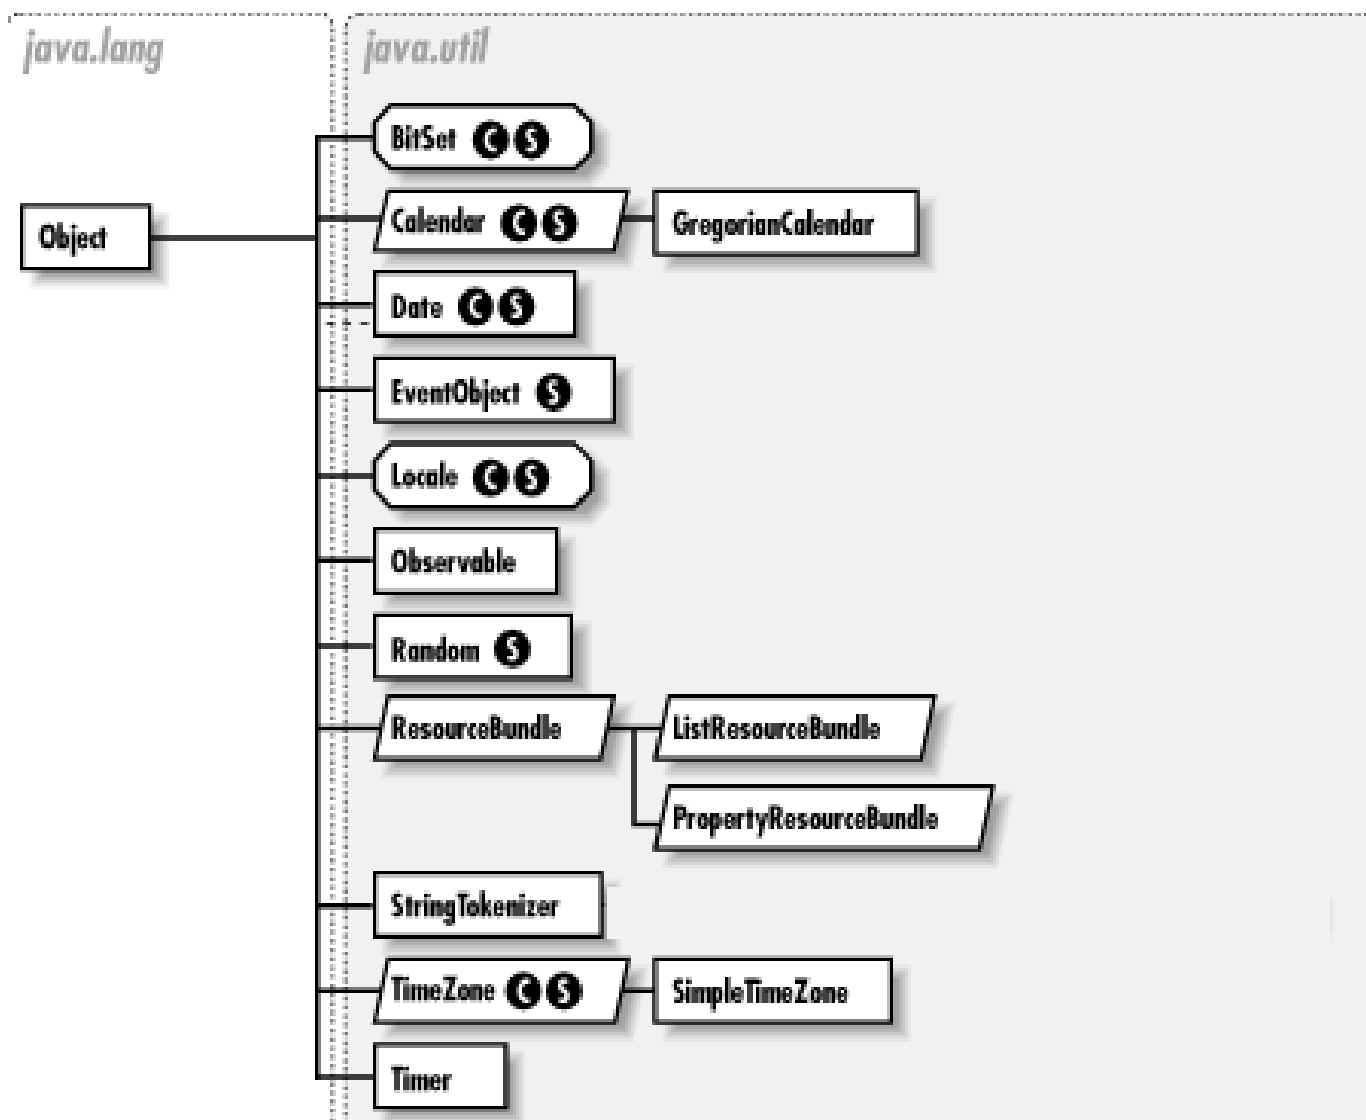 java.lang
java.util
BitSet C S
Object
Calendar C S
GregorianCalendar
Date C S
EventObject S
Locale C S
Observable
Random S
ResourceBundle
ListResourceBundle
PropertyResourceBundle
StringTokenizer
TimeZone C S
SimpleTimeZone
Timer